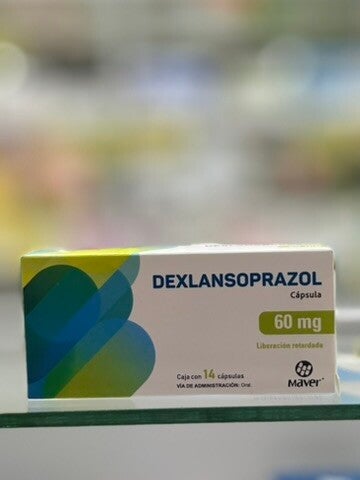 DEXLANSOPRAZOL
Cápsula
60 mg
Liberación retardada
Caja con 14 cápsulas
VÍA DE ADMINISTRACIÓN: Oral.
MAVER